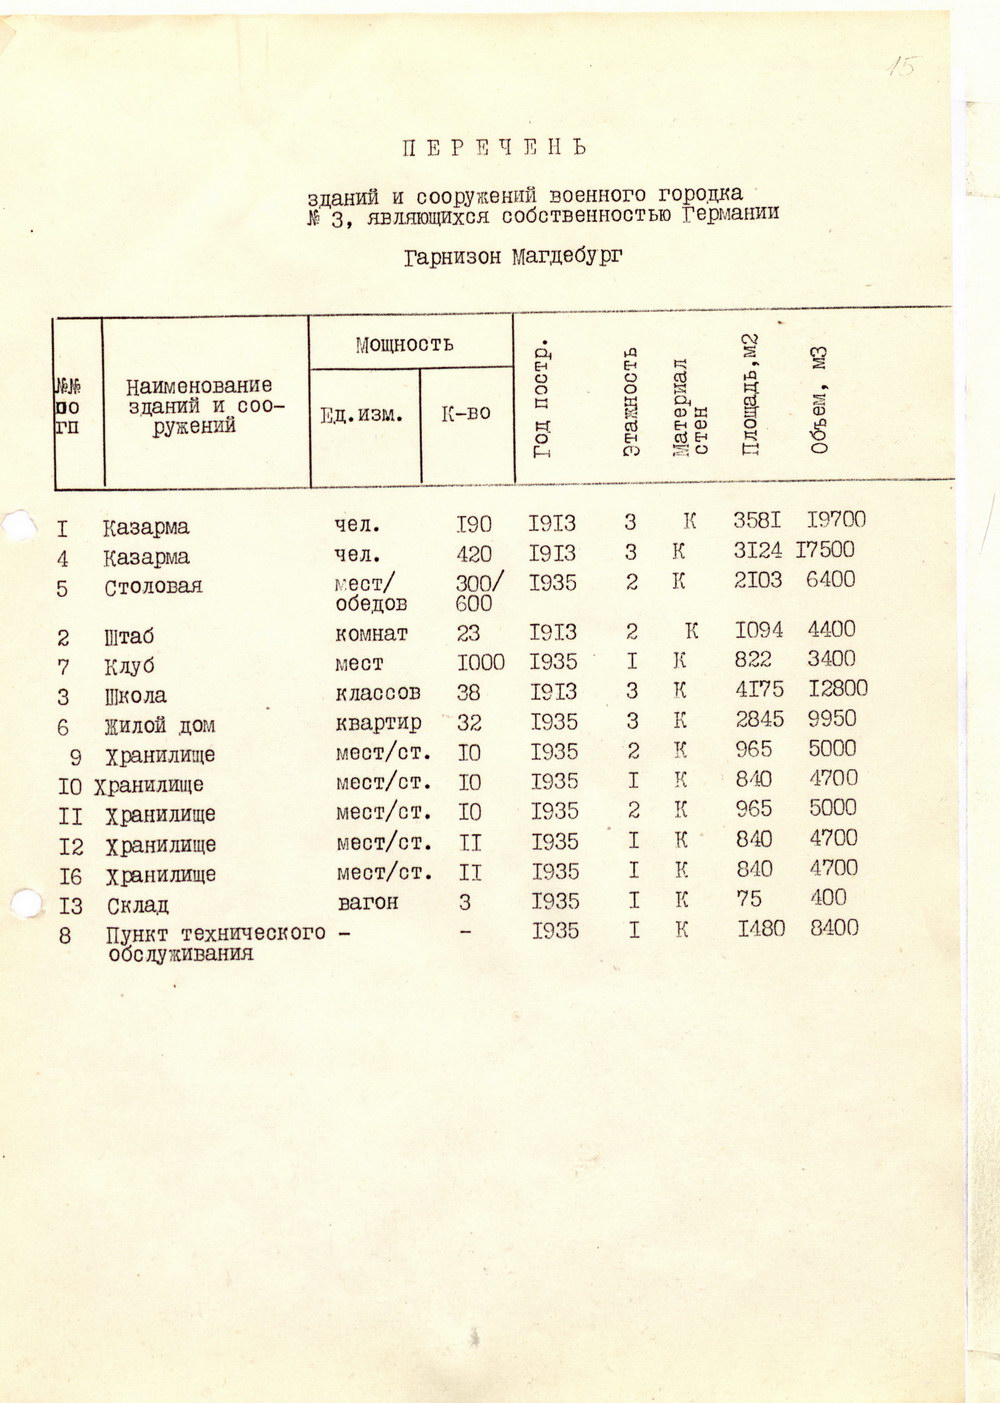 15
ПЕРЕЧЕНЬ
зданий и сооружений военного городка
№ 3, являющихся собственностью Германии
Гарнизон Магдебург
№№ по гп | Наименование зданий и соо- ружений | Мощность | Ед.изм. | К-во | Год постр. | Этажность | Материал стен | Площадь,м2 | Объем, м3
I Казарма чел. I90 I9I3 3 К 358I I9700
4 Казарма чел. 420 I9I3 3 К 3I24 I7500
5 Столовая мест/ 300/ I935 2 К 2I03 6400
обедов 600
2 Штаб комнат 23 I9I3 2 К I094 4400
7 Клуб мест I000 I935 I К 822 3400
3 Школа классов 38 I9I3 3 К 4I75 I2800
6 Жилой дом квартир 32 I935 3 К 2845 9950
9 Хранилище мест/ст. I0 I935 2 К 965 5000
I0 Хранилище мест/ст. I0 I935 I К 840 4700
II Хранилище мест/ст. I0 I935 2 К 965 5000
I2 Хранилище мест/ст. II I935 I К 840 4700
I6 Хранилище мест/ст. II I935 I К 840 4700
I3 Склад вагон 3 I935 I К 75 400
8 Пункт технического - - I935 I К I480 8400
обслуживания